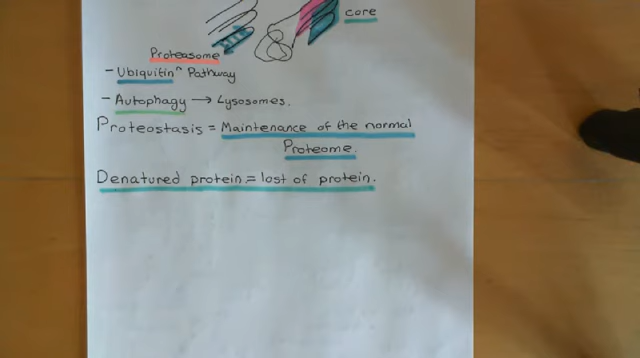 core
Proteasome
- Ubiquitin ^ Pathway
- Autophagy → Lysosomes.
Proteostasis = Maintenance of the normal
Proteome.
Denatured protein = lost of protein.